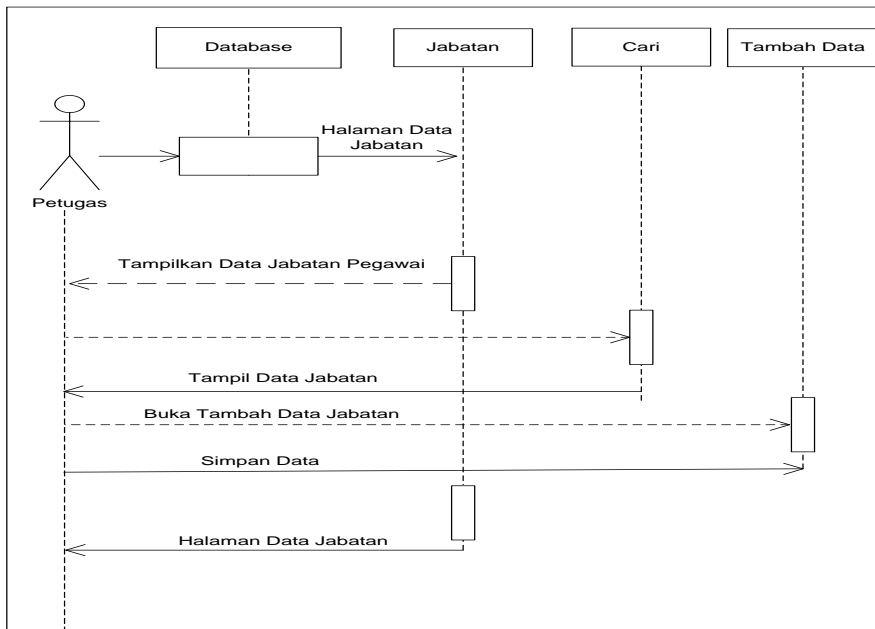 Database
Jabatan
Cari
Tambah Data
Halaman Data
Jabatan
Petugas
Tampilkan Data Jabatan Pegawai
Tampil Data Jabatan
Buka Tambah Data Jabatan
Simpan Data
Halaman Data Jabatan